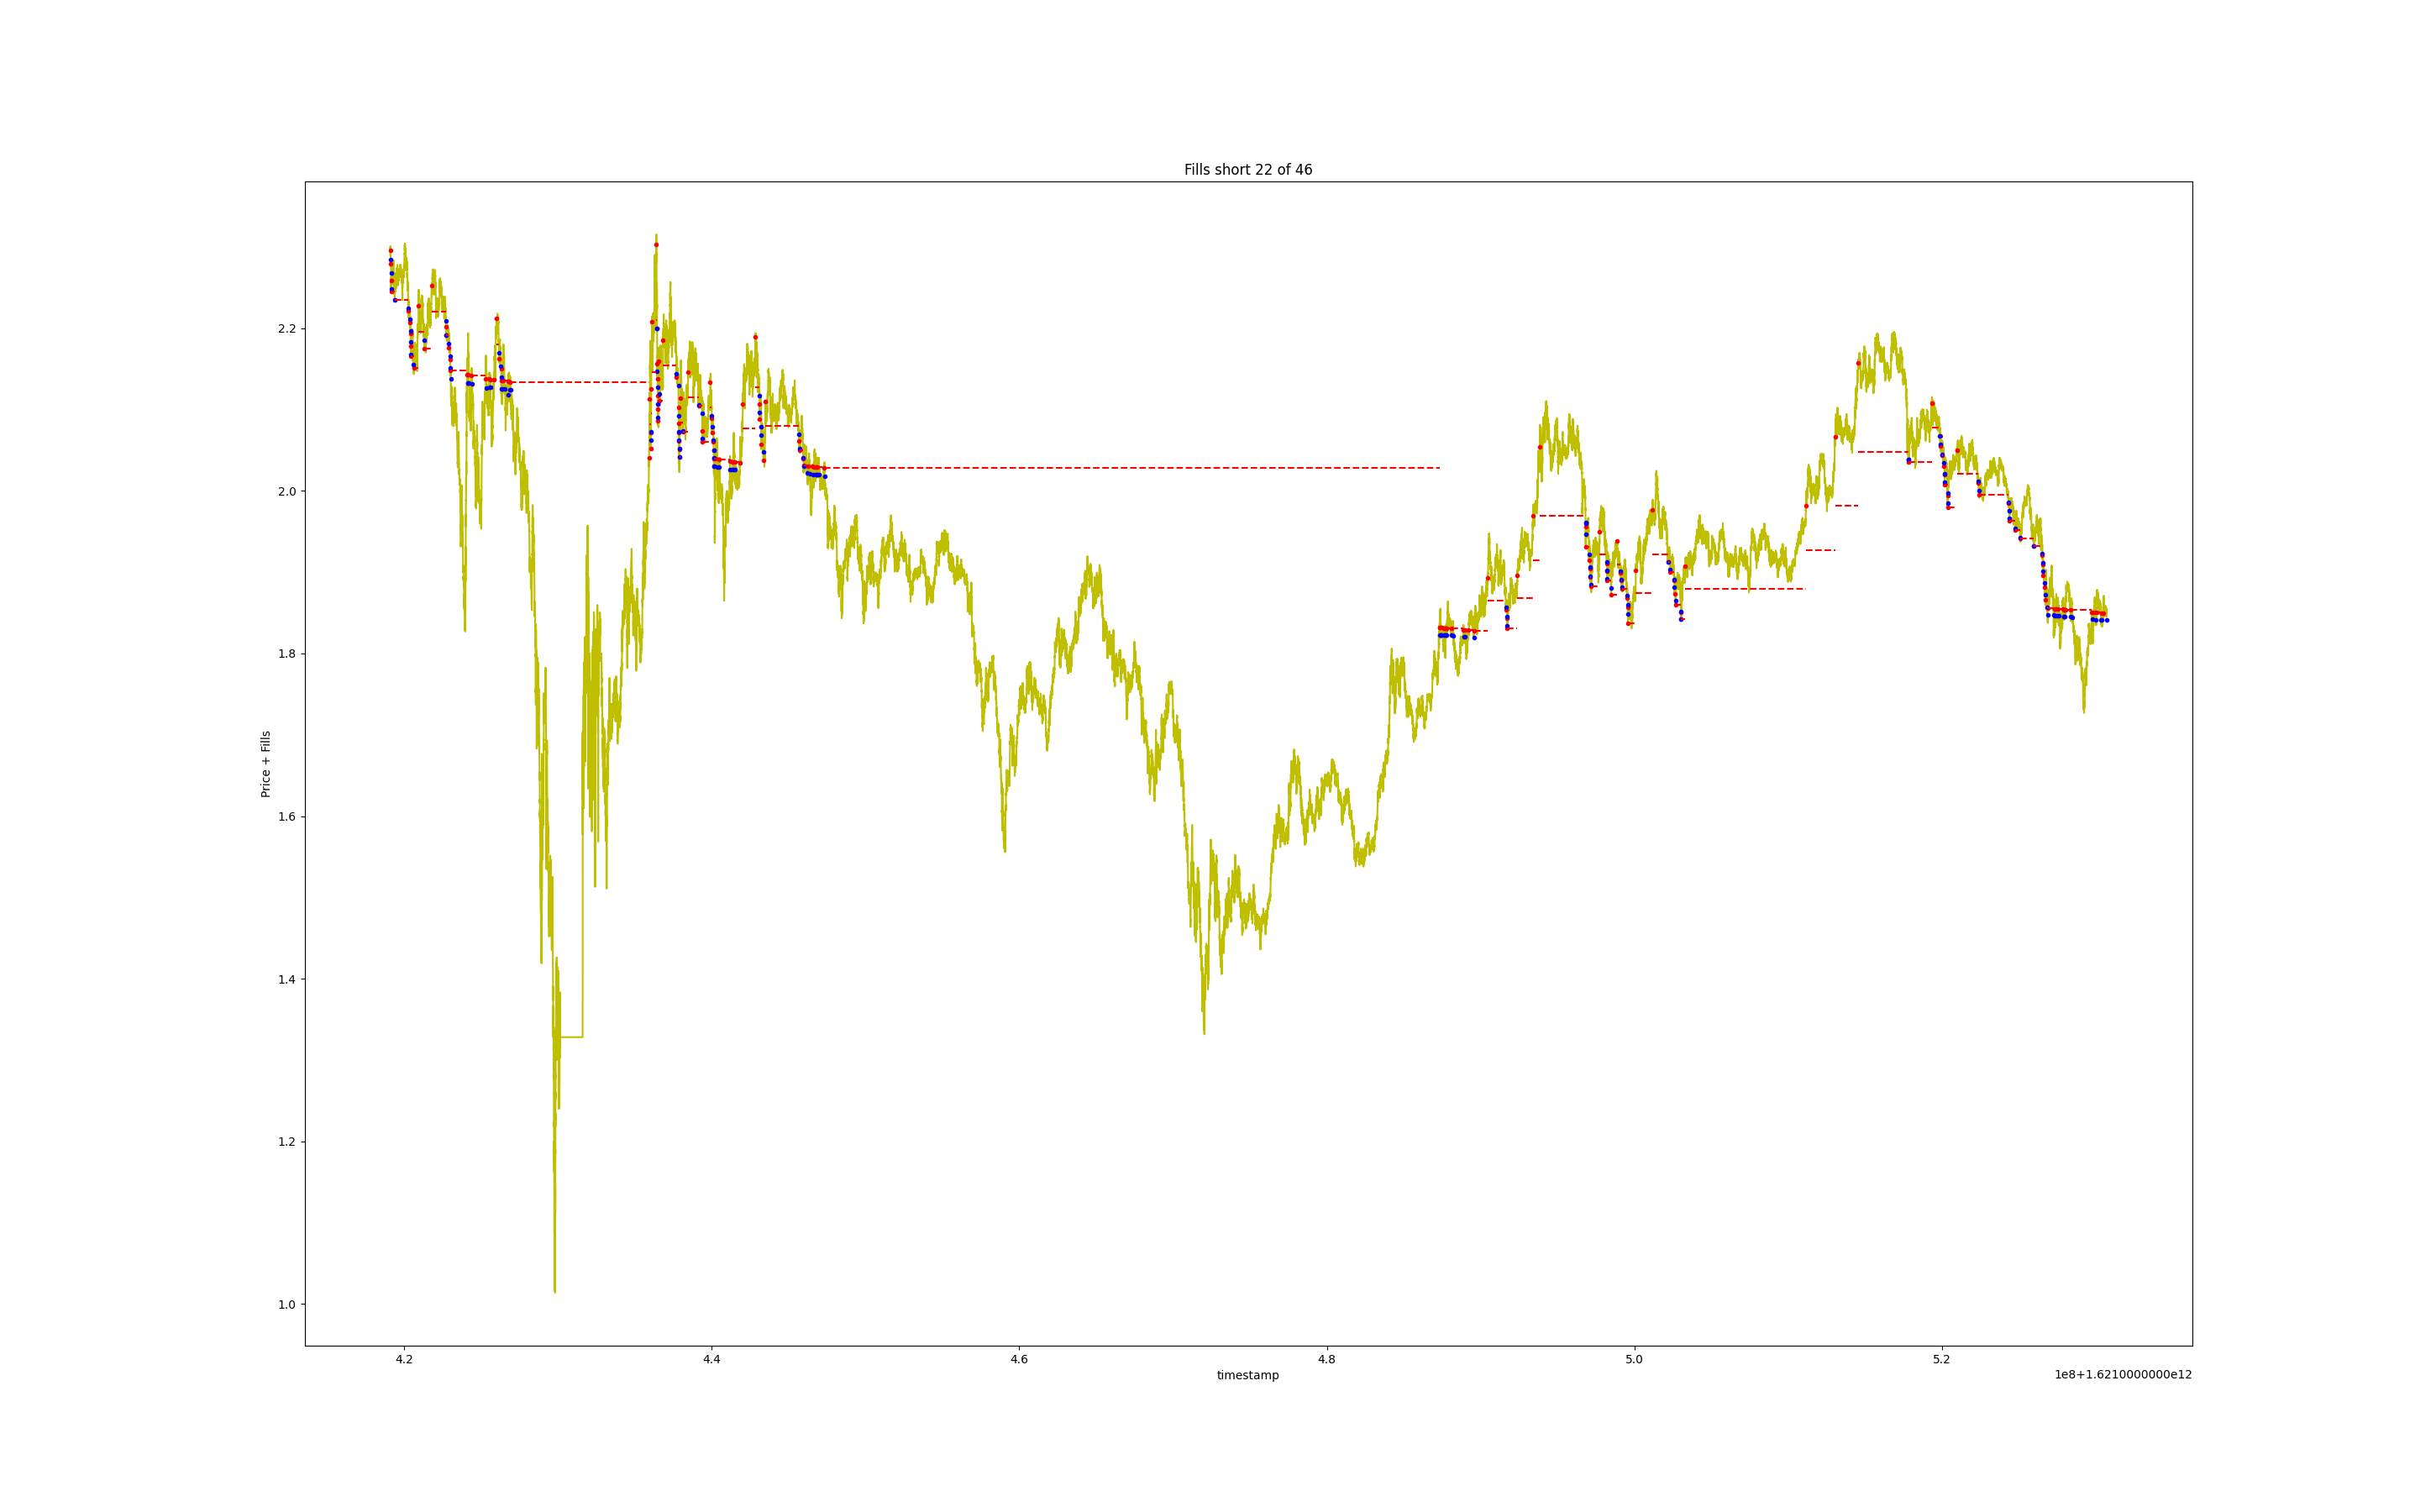 Fills short 22 of 46
Price + Fills
2.2
2.0
1.8
1.6
1.4
1.2
1.0
4.2 4.4 4.6 4.8 5.0 5.2
timestamp
1e8+1.6210000000e12